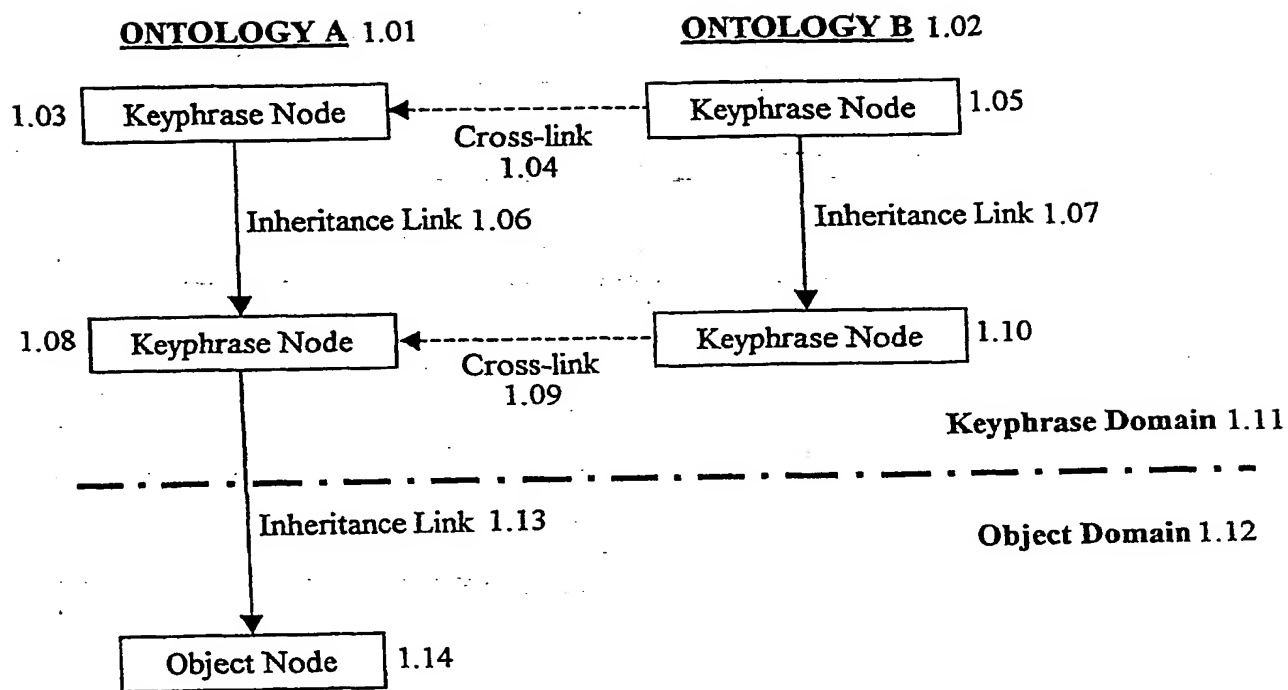 ONTOLOGY A 1.01
ONTOLOGY B 1.02
1.03
Keyphrase Node
Keyphrase Node
1.05
Cross-link
1.04
Inheritance Link 1.06
Inheritance Link 1.07
1.08
Keyphrase Node
Keyphrase Node
1.10
Cross-link
1.09
Keyphrase Domain 1.11
Inheritance Link 1.13
Object Domain 1.12
Object Node
1.14